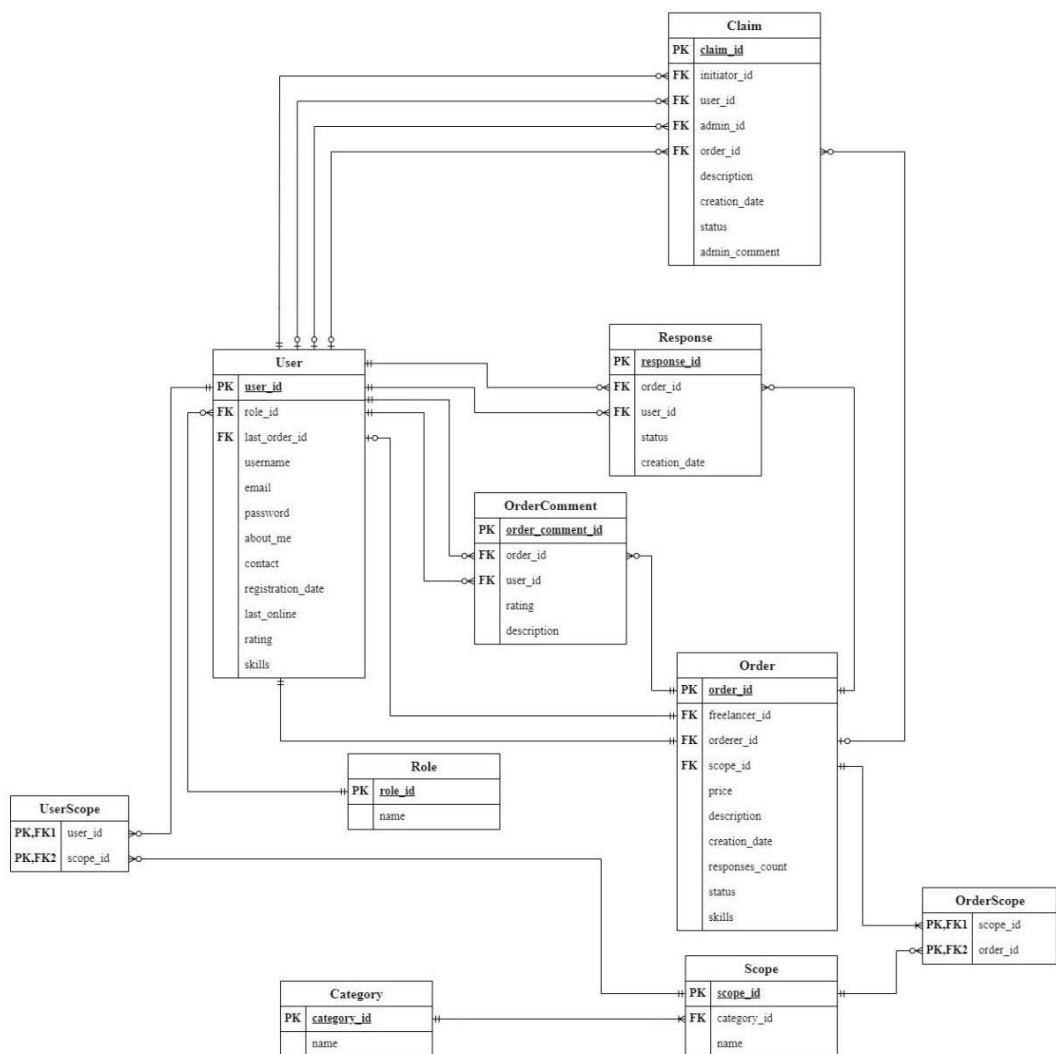 Claim
PK claim_id
FK initiator_id
FK user_id
FK admin_id
FK order_id
description
creation_date
status
admin_comment
Response
PK response_id
FK order_id
FK user_id
status
creation_date
User
PK user_id
FK role_id
FK last_order_id
username
email
password
about_me
contact
registration_date
last_online
rating
skills
OrderComment
PK order_comment_id
FK order_id
FK user_id
rating
description
Order
PK order_id
FK freelancer_id
FK orderer_id
FK scope_id
price
description
creation_date
responses_count
status
skills
Role
PK role_id
name
UserScope
PK,FK1 user_id
PK,FK2 scope_id
OrderScope
PK,FK1 scope_id
PK,FK2 order_id
Scope
PK scope_id
FK category_id
name
Category
PK category_id
name